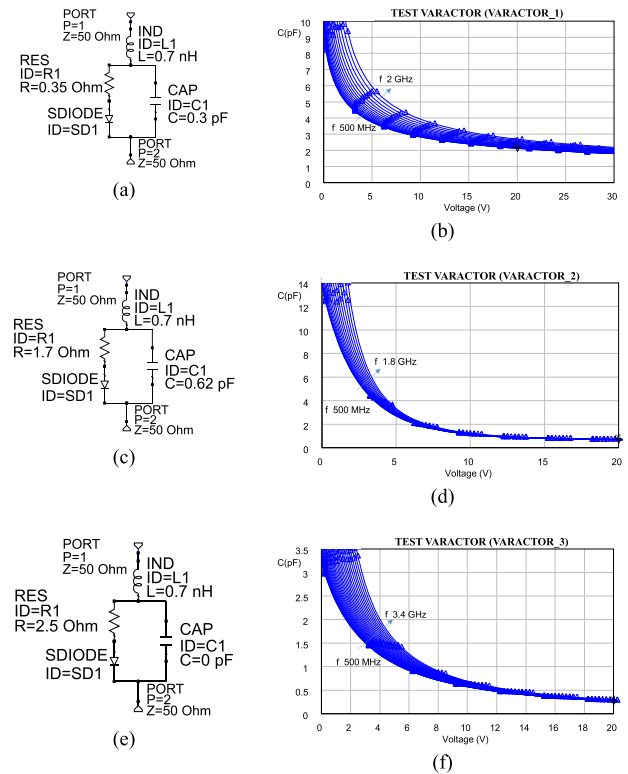 PORT
P=1
Z=50 Ohm
IND
ID=L1
L=0.7 nH
RES
ID=R1
R=0.35 Ohm
CAP
ID=C1
C=0.3 pF
SDIODE
ID=SD1
PORT
P=2
Z=50 Ohm
(a)
TEST VARACTOR (VARACTOR_1)
C(pF)
10
9
8
7
6
5
4
3
2
1
0
f 2 GHz
f 500 MHz
0 5 10 15 20 25 30
Voltage (V)
(b)
PORT
P=1
Z=50 Ohm
IND
ID=L1
L=0.7 nH
RES
ID=R1
R=1.7 Ohm
CAP
ID=C1
C=0.62 pF
SDIODE
ID=SD1
PORT
P=2
Z=50 Ohm
(c)
TEST VARACTOR (VARACTOR_2)
C(pF)
14
12
10
8
6
4
2
0
f 1.8 GHz
f 500 MHz
0 5 10 15 20
Voltage (V)
(d)
PORT
P=1
Z=50 Ohm
IND
ID=L1
L=0.7 nH
RES
ID=R1
R=2.5 Ohm
CAP
ID=C1
C=0 pF
SDIODE
ID=SD1
PORT
P=2
Z=50 Ohm
(e)
TEST VARACTOR (VARACTOR_3)
C(pF)
3.5
3
2.5
2
1.5
1
0.5
0
f 3.4 GHz
f 500 MHz
0 2 4 6 8 10 12 14 16 18 20
Voltage (V)
(f)